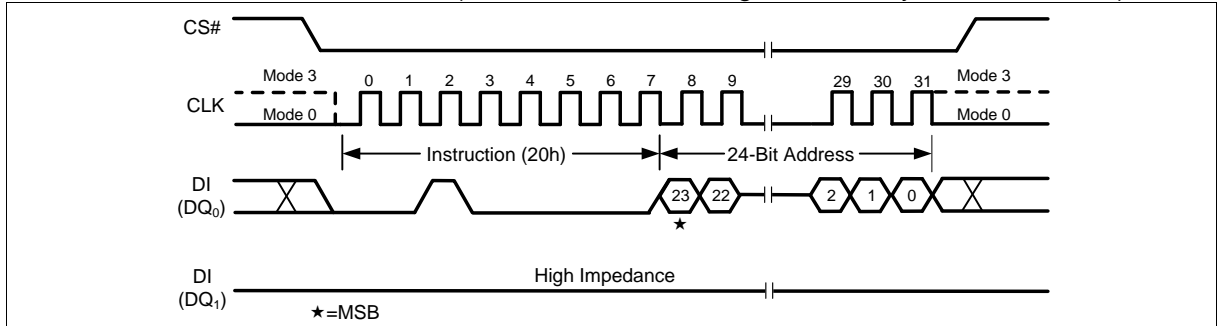 CS#
Mode 3 0 1 2 3 4 5 6 7 8 9 29 30 31 Mode 3
CLK
Mode 0 Mode 0
Instruction (20h) 24-Bit Address
DI
(DQ₀)
23 22 2 1 0
★
DI
(DQ₁)
High Impedance
★=MSB